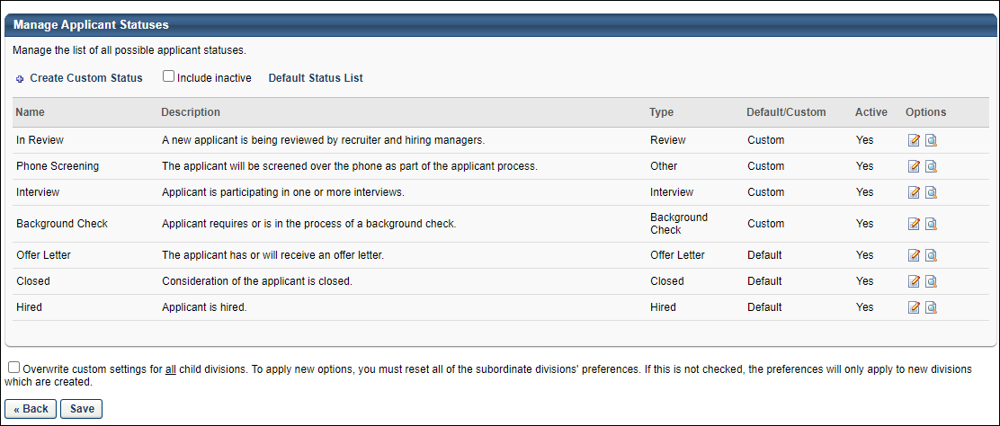 Manage Applicant Statuses
Manage the list of all possible applicant statuses.
Create Custom Status Include inactive Default Status List
Name Description Type Default/Custom Active Options
In Review A new applicant is being reviewed by recruiter and hiring managers. Review Custom Yes
Phone Screening The applicant will be screened over the phone as part of the applicant process. Other Custom Yes
Interview Applicant is participating in one or more interviews. Interview Custom Yes
Background Check Applicant requires or is in the process of a background check. Background Check Custom Yes
Offer Letter The applicant has or will receive an offer letter. Offer Letter Default Yes
Closed Consideration of the applicant is closed. Closed Default Yes
Hired Applicant is hired. Hired Default Yes
Overwrite custom settings for all child divisions. To apply new options, you must reset all of the subordinate divisions' preferences. If this is not checked, the preferences will only apply to new divisions
which are created.
« Back Save